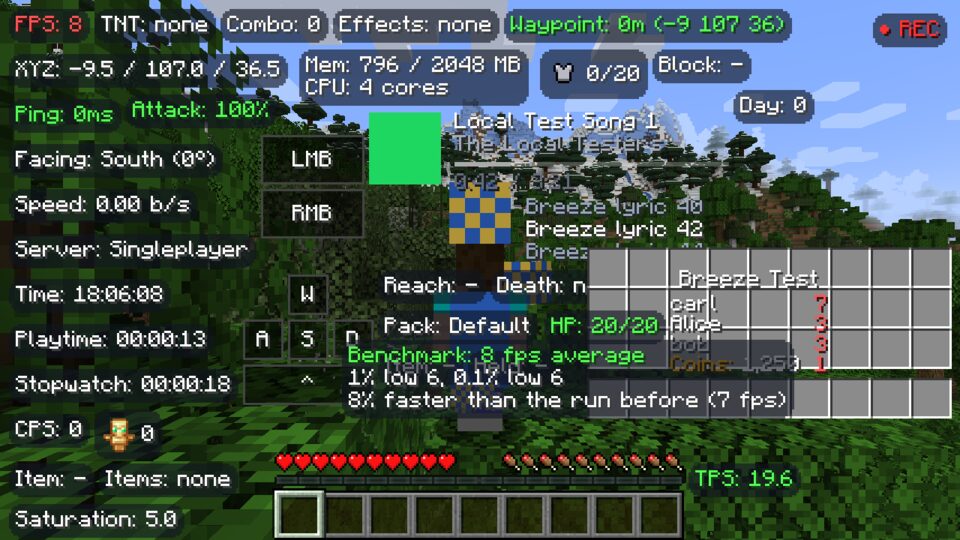 FPS: 8 TNT: none Combo: 0 Effects: none Waypoint: 0m (-9 107 36)
REC
XYZ: -9.5 / 107.0 / 36.5
Mem: 796 / 2048 MB
CPU: 4 cores
0/20
Block: -
Day: 0
Ping: 0ms Attack: 100%
Local Test Song 1
The Local Testers
Facing: South (0°)
LMB
Speed: 0.00 b/s
RMB
Breeze lyric 40
Breeze lyric 42
Breeze lyric
Server: Singleplayer
Reach: - Death: n
Breeze Test
Time: 18:06:08
W
carl 7
Alice 3
bob 3
Coins: 1,250 1
Pack: Default HP: 20/20
Playtime: 00:00:13
A S D
Benchmark: 8 fps average
1% low 6, 0.1% low 6
8% faster than the run before (7 fps)
Stopwatch: 00:00:18
^
CPS: 0
0
Item: - Items: none
TPS: 19.6
Saturation: 5.0